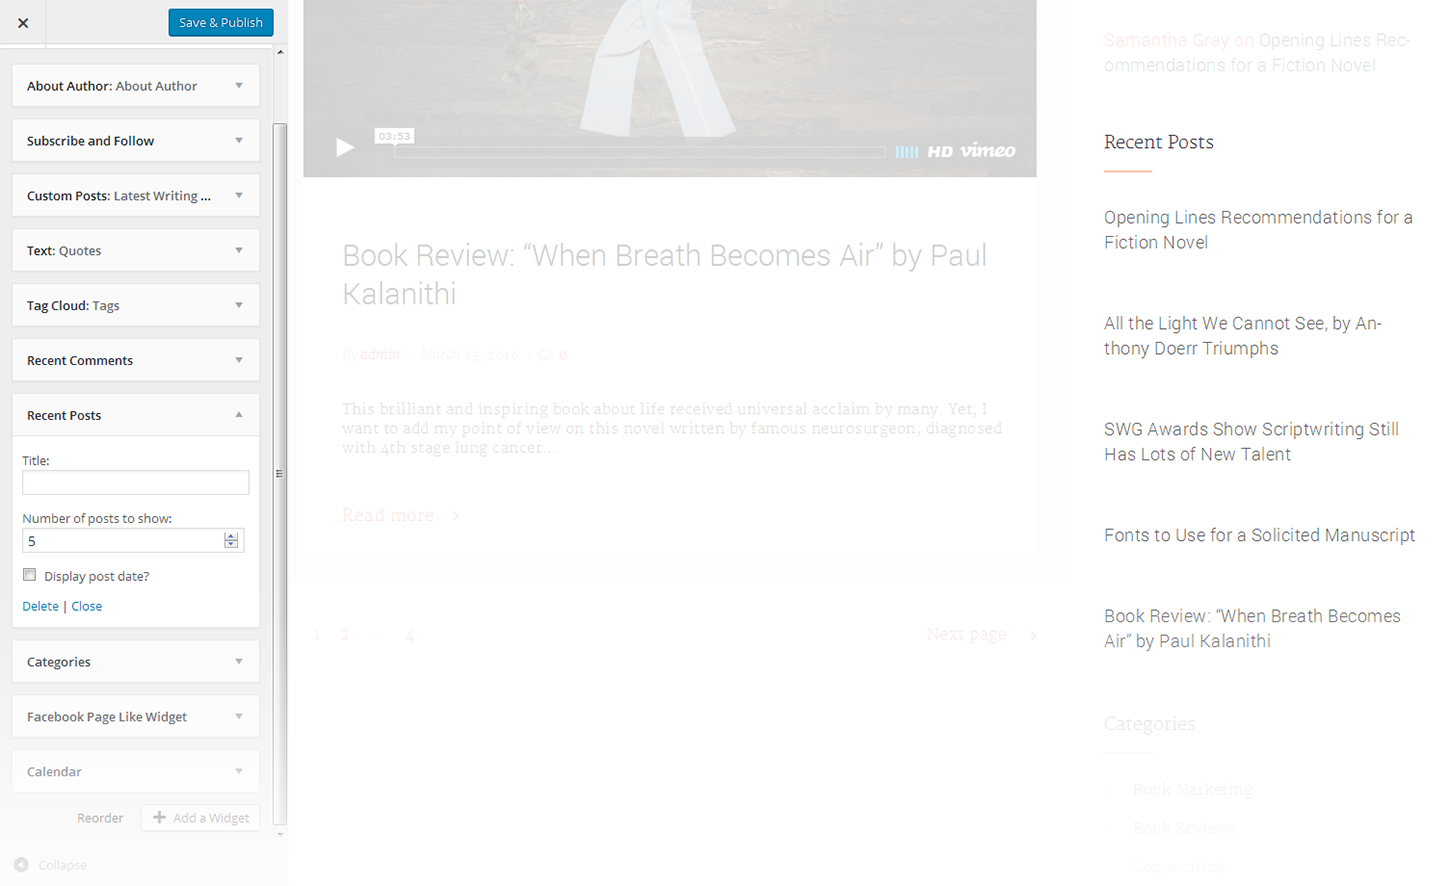 Save & Publish
About Author: About Author
Subscribe and Follow
Custom Posts: Latest Writing ...
Text: Quotes
Tag Cloud: Tags
Recent Comments
Recent Posts
Title:
Number of posts to show:
5
Display post date?
Delete | Close
Categories
Facebook Page Like Widget
Calendar
Reorder
Add a Widget
Collapse
03:53
HD vimeo
Book Review: “When Breath Becomes Air” by Paul
Kalanithi
By admin · March 25, 2016 · 0
This brilliant and inspiring book about life received universal acclaim by many. Yet, I
want to add my point of view on this novel written by famous neurosurgeon, diagnosed
with 4th stage lung cancer...
Read more
1 2 ... 4
Next page
Samantha Gray on Opening Lines Rec-
ommendations for a Fiction Novel
Recent Posts
Opening Lines Recommendations for a
Fiction Novel
All the Light We Cannot See, by An-
thony Doerr Triumphs
SWG Awards Show Scriptwriting Still
Has Lots of New Talent
Fonts to Use for a Solicited Manuscript
Book Review: “When Breath Becomes
Air” by Paul Kalanithi
Categories
Book Marketing
Book Reviews
Copywriting